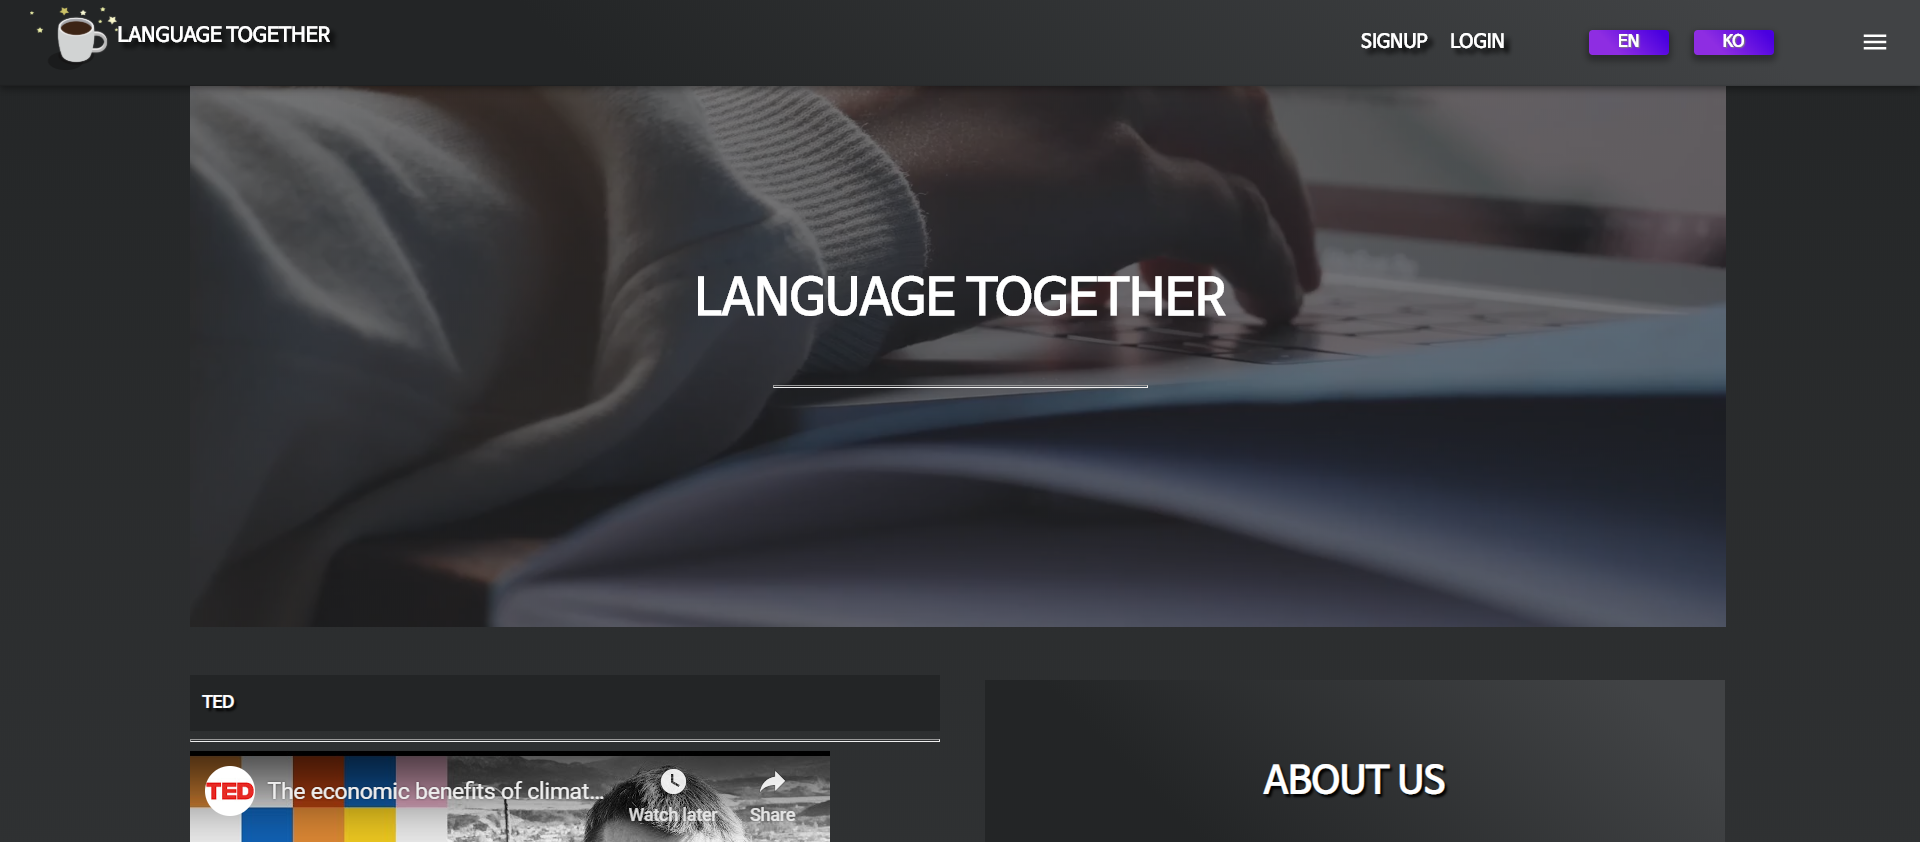 LANGUAGE TOGETHER
SIGNUP LOGIN EN KO
LANGUAGE TOGETHER
TED
TED The economic benefits of climat...
Watch later Share
ABOUT US